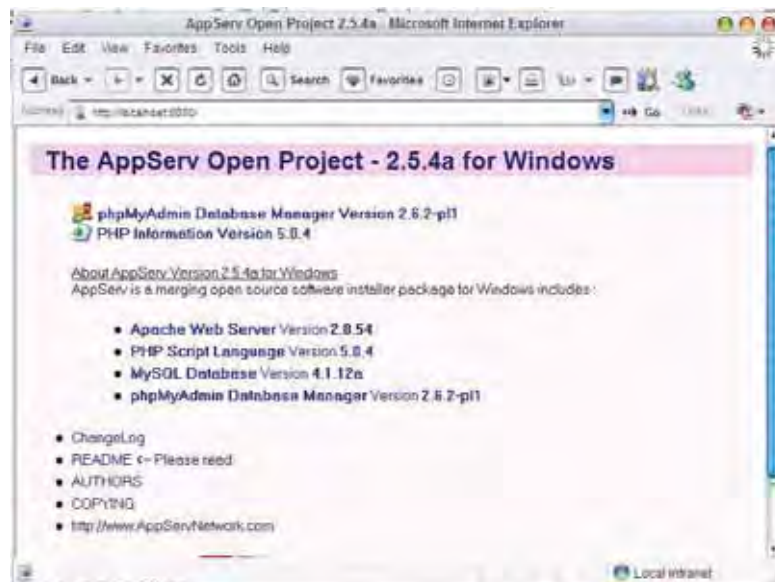 AppServ Open Project 2.5.4a Microsoft Internet Explorer
File Edit View Favorites Tools Help
Back Search Favorites
Go
The AppServ Open Project - 2.5.4a for Windows
phpMyAdmin Database Manager Version 2.6.2-pl1
PHP Information Version 5.0.4
About AppServ Version 2.5.4a for Windows
AppServ is a merging open source software installer package for Windows includes :
Apache Web Server Version 2.0.54
PHP Script Language Version 5.0.4
MySQL Database Version 4.1.12a
phpMyAdmin Database Manager Version 2.6.2-pl1
ChangeLog
README <-- Please read
AUTHORS
COPYING
http://www.AppServNetwork.com
Local intranet